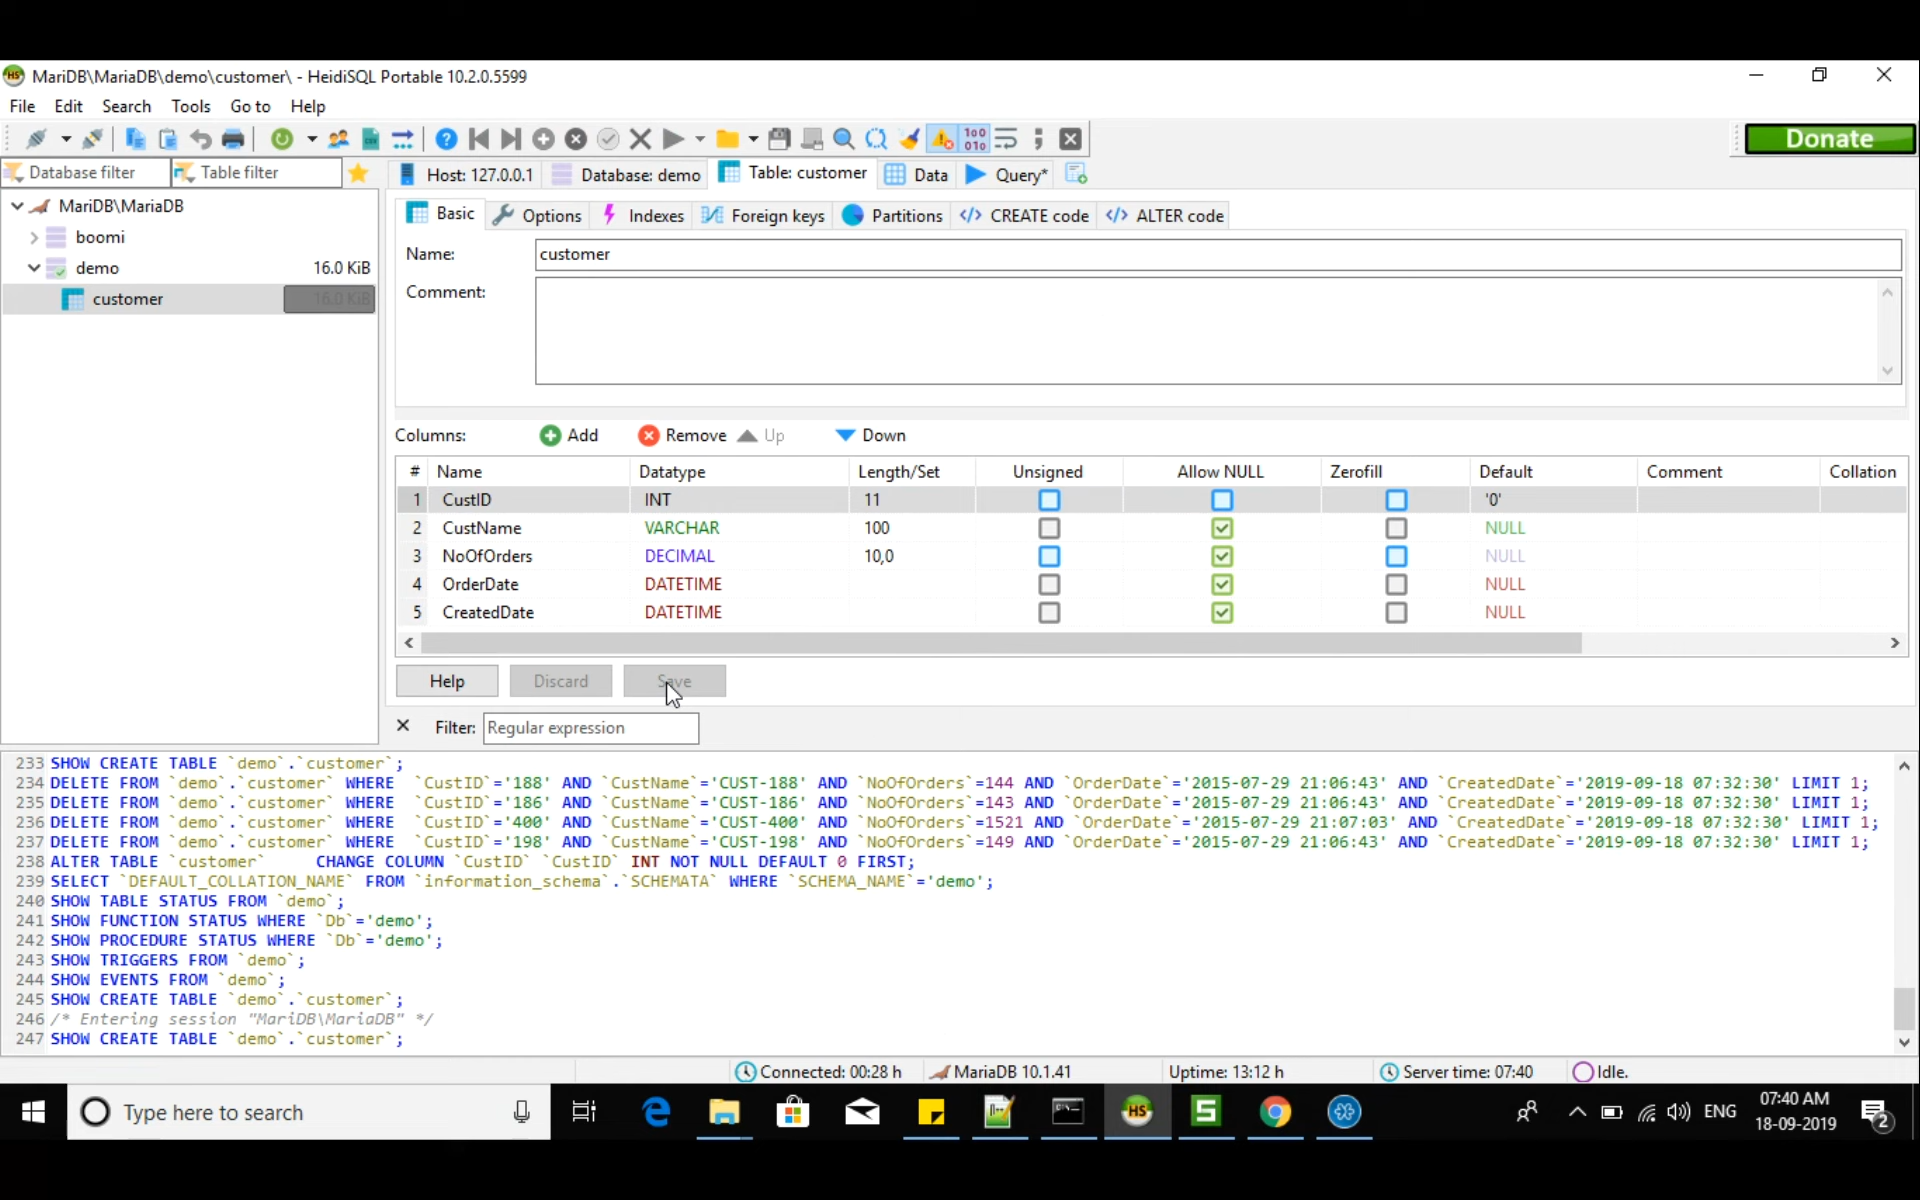 MariDB\MariaDB\demo\customer\ - HeidiSQL Portable 10.2.0.5599
File Edit Search Tools Go to Help
Donate
Database filter Table filter Host: 127.0.0.1 Database: demo Table: customer Data Query*
MariDB\MariaDB
boomi
demo 16.0 KiB
customer 16.0 KiB
Basic Options Indexes Foreign keys Partitions CREATE code ALTER code
Name: customer
Comment:
Columns: Add Remove Up Down
# Name Datatype Length/Set Unsigned Allow NULL Zerofill Default Comment Collation
1 CustID INT 11 '0'
2 CustName VARCHAR 100 NULL
3 NoOfOrders DECIMAL 10,0 NULL
4 OrderDate DATETIME NULL
5 CreatedDate DATETIME NULL
Help Discard Save
Filter: Regular expression
233 SHOW CREATE TABLE `demo`.`customer`;
234 DELETE FROM `demo`.`customer` WHERE  `CustID`='188' AND `CustName`='CUST-188' AND `NoOfOrders`=144 AND `OrderDate`='2015-07-29 21:06:43' AND `CreatedDate`='2019-09-18 07:32:30' LIMIT 1;
235 DELETE FROM `demo`.`customer` WHERE  `CustID`='186' AND `CustName`='CUST-186' AND `NoOfOrders`=143 AND `OrderDate`='2015-07-29 21:06:43' AND `CreatedDate`='2019-09-18 07:32:30' LIMIT 1;
236 DELETE FROM `demo`.`customer` WHERE  `CustID`='400' AND `CustName`='CUST-400' AND `NoOfOrders`=1521 AND `OrderDate`='2015-07-29 21:07:03' AND `CreatedDate`='2019-09-18 07:32:30' LIMIT 1;
237 DELETE FROM `demo`.`customer` WHERE  `CustID`='198' AND `CustName`='CUST-198' AND `NoOfOrders`=149 AND `OrderDate`='2015-07-29 21:06:43' AND `CreatedDate`='2019-09-18 07:32:30' LIMIT 1;
238 ALTER TABLE `customer` CHANGE COLUMN `CustID` `CustID` INT NOT NULL DEFAULT 0 FIRST;
239 SELECT `DEFAULT_COLLATION_NAME` FROM `information_schema`.`SCHEMATA` WHERE `SCHEMA_NAME`='demo';
240 SHOW TABLE STATUS FROM `demo`;
241 SHOW FUNCTION STATUS WHERE `Db`='demo';
242 SHOW PROCEDURE STATUS WHERE `Db`='demo';
243 SHOW TRIGGERS FROM `demo`;
244 SHOW EVENTS FROM `demo`;
245 SHOW CREATE TABLE `demo`.`customer`;
246 /* Entering session "MariDB\MariaDB" */
247 SHOW CREATE TABLE `demo`.`customer`;
Connected: 00:28 h MariaDB 10.1.41 Uptime: 13:12 h Server time: 07:40 Idle.
Type here to search ENG 07:40 AM
18-09-2019 2